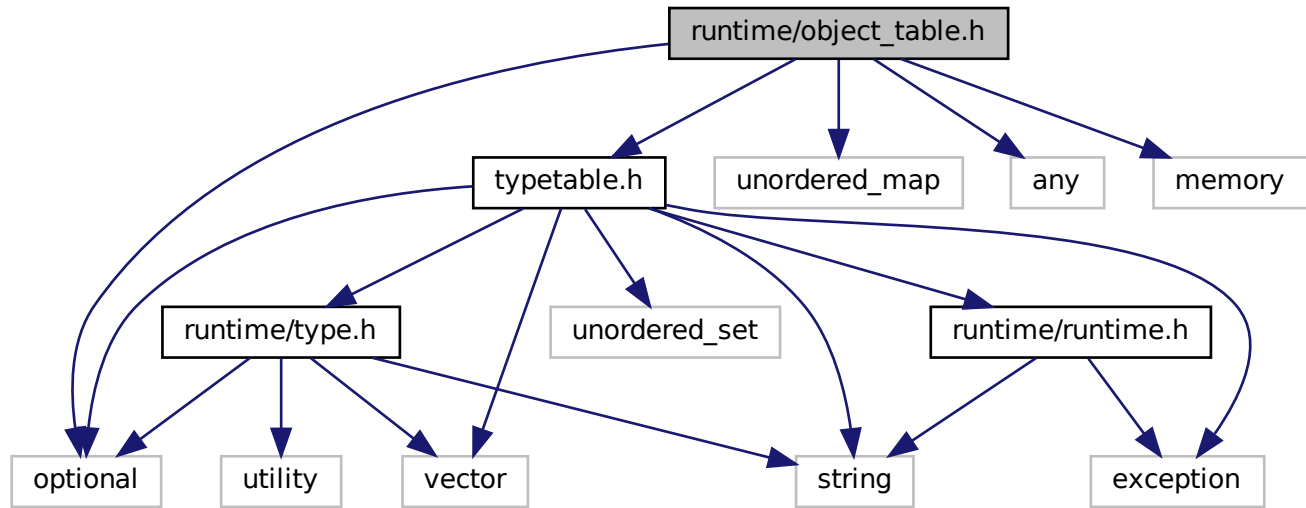 runtime/object_table.h
typetable.h
unordered_map
any
memory
runtime/type.h
unordered_set
runtime/runtime.h
optional
utility
vector
string
exception